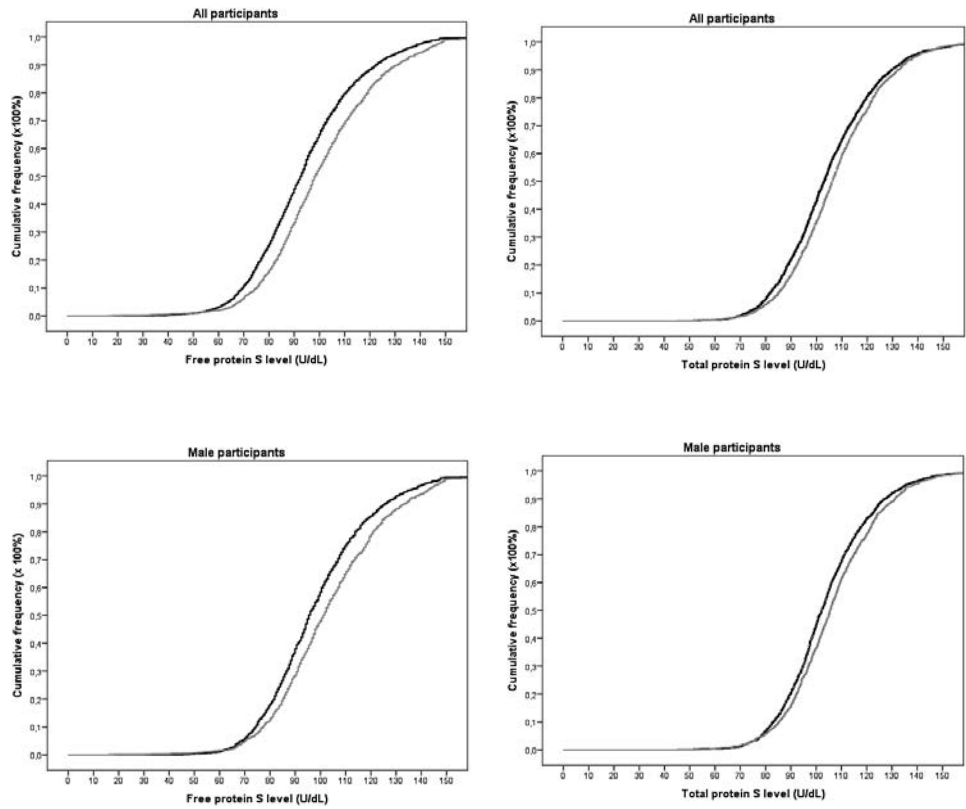 All participants
Cumulative frequency (x100%)
1,0
0,9
0,8
0,7
0,6
0,5
0,4
0,3
0,2
0,1
0,0
0 10 20 30 40 50 60 70 80 90 100 110 120 130 140 150
Free protein S level (U/dL)
All participants
Cumulative frequency (x100%)
1,0
0,9
0,8
0,7
0,6
0,5
0,4
0,3
0,2
0,1
0,0
0 10 20 30 40 50 60 70 80 90 100 110 120 130 140 150
Total protein S level (U/dL)
Male participants
Cumulative frequency (x 100%)
1,0
0,9
0,8
0,7
0,6
0,5
0,4
0,3
0,2
0,1
0,0
0 10 20 30 40 50 60 70 80 90 100 110 120 130 140 150
Free protein S level (U/dL)
Male participants
Cumulative frequency (x100%)
1,0
0,9
0,8
0,7
0,6
0,5
0,4
0,3
0,2
0,1
0,0
0 10 20 30 40 50 60 70 80 90 100 110 120 130 140 150
Total protein S level (U/dL)